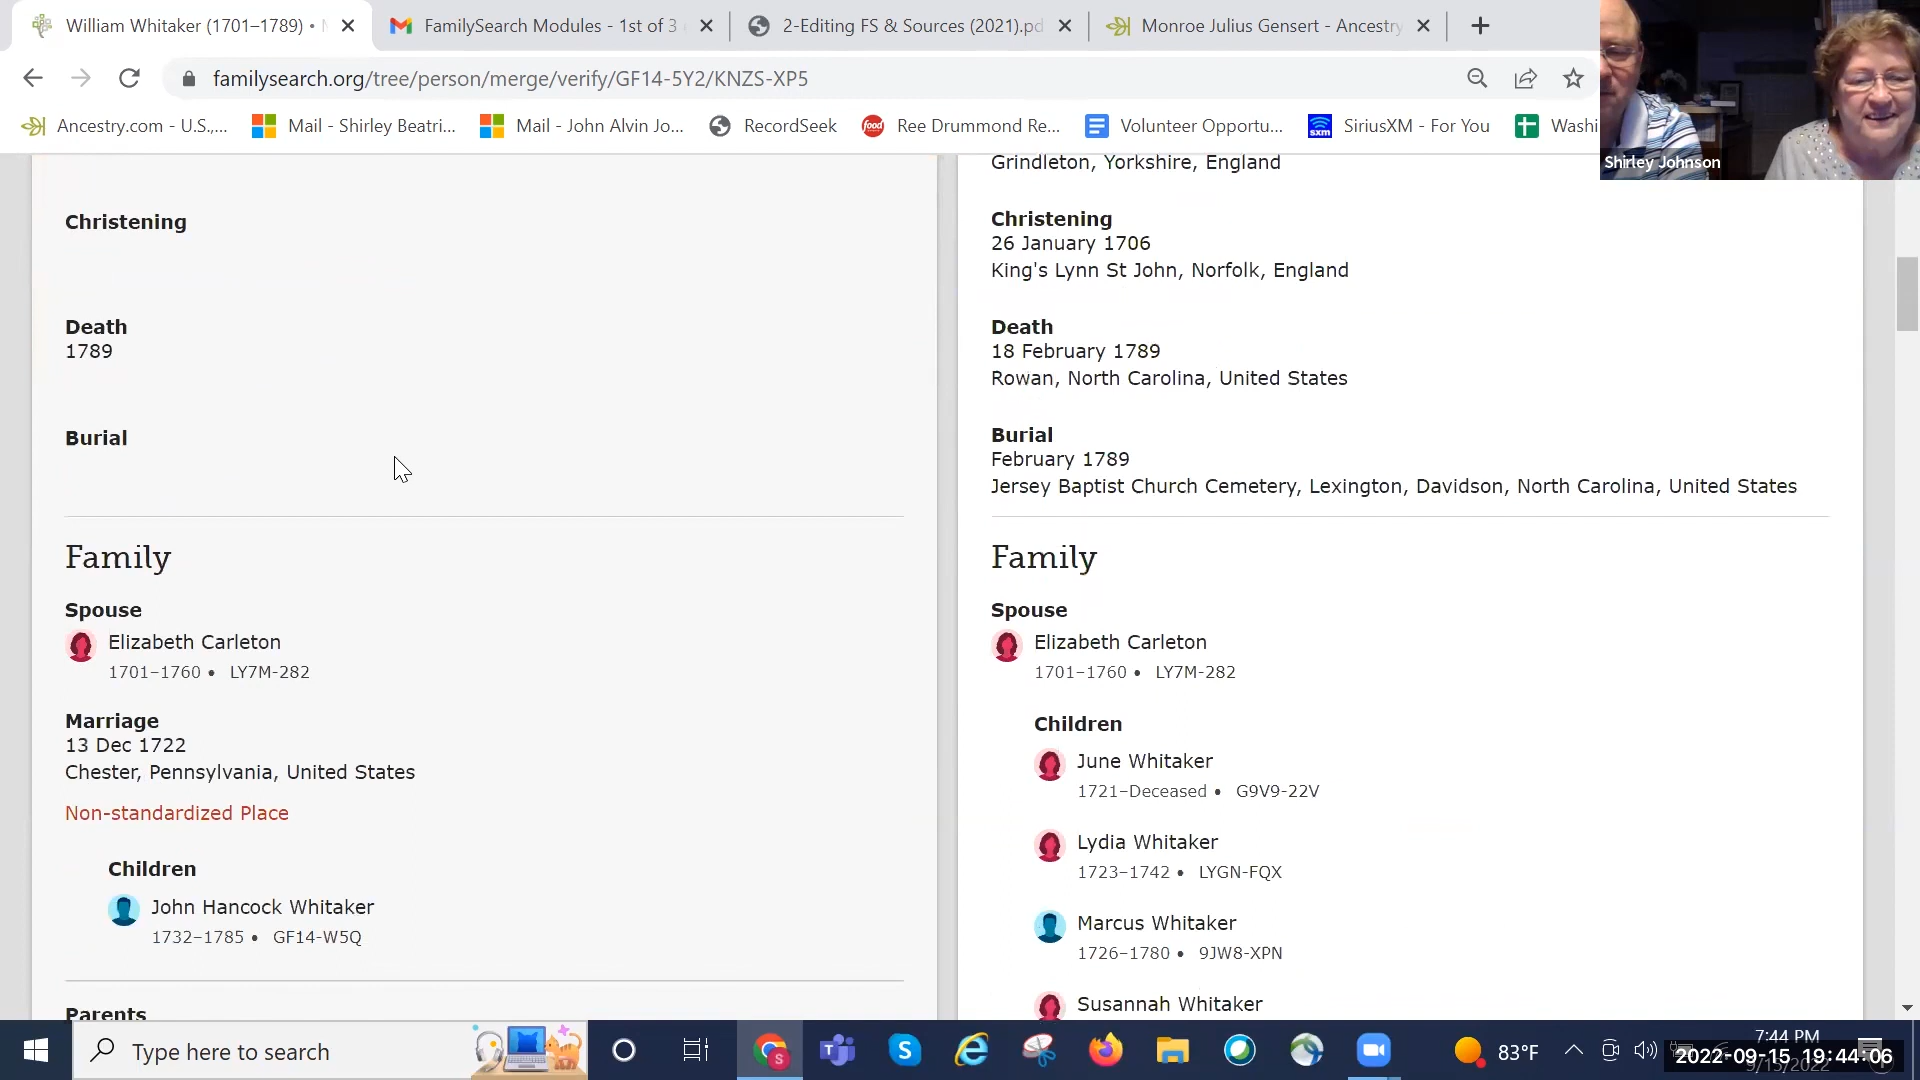 William Whitaker (1701–1789) •
FamilySearch Modules - 1st of 3
2-Editing FS & Sources (2021).pd
Monroe Julius Gensert - Ancestry
familysearch.org/tree/person/merge/verify/GF14-5Y2/KNZS-XP5
Ancestry.com - U.S.,...
Mail - Shirley Beatri...
Mail - John Alvin Jo...
RecordSeek
food
Ree Drummond Re...
Volunteer Opportu...
sxm
SiriusXM - For You
Washi
Shirley Johnson
Christening
Death
1789
Burial
Family
Spouse
Elizabeth Carleton
1701–1760 • LY7M-282
Marriage
13 Dec 1722
Chester, Pennsylvania, United States
Non-standardized Place
Children
John Hancock Whitaker
1732–1785 • GF14-W5Q
Parents
Grindleton, Yorkshire, England
Christening
26 January 1706
King's Lynn St John, Norfolk, England
Death
18 February 1789
Rowan, North Carolina, United States
Burial
February 1789
Jersey Baptist Church Cemetery, Lexington, Davidson, North Carolina, United States
Family
Spouse
Elizabeth Carleton
1701–1760 • LY7M-282
Children
June Whitaker
1721–Deceased • G9V9-22V
Lydia Whitaker
1723–1742 • LYGN-FQX
Marcus Whitaker
1726–1780 • 9JW8-XPN
Susannah Whitaker
Type here to search
83°F
7:44 PM
2022-09-15 19:44:06
9/15/2022